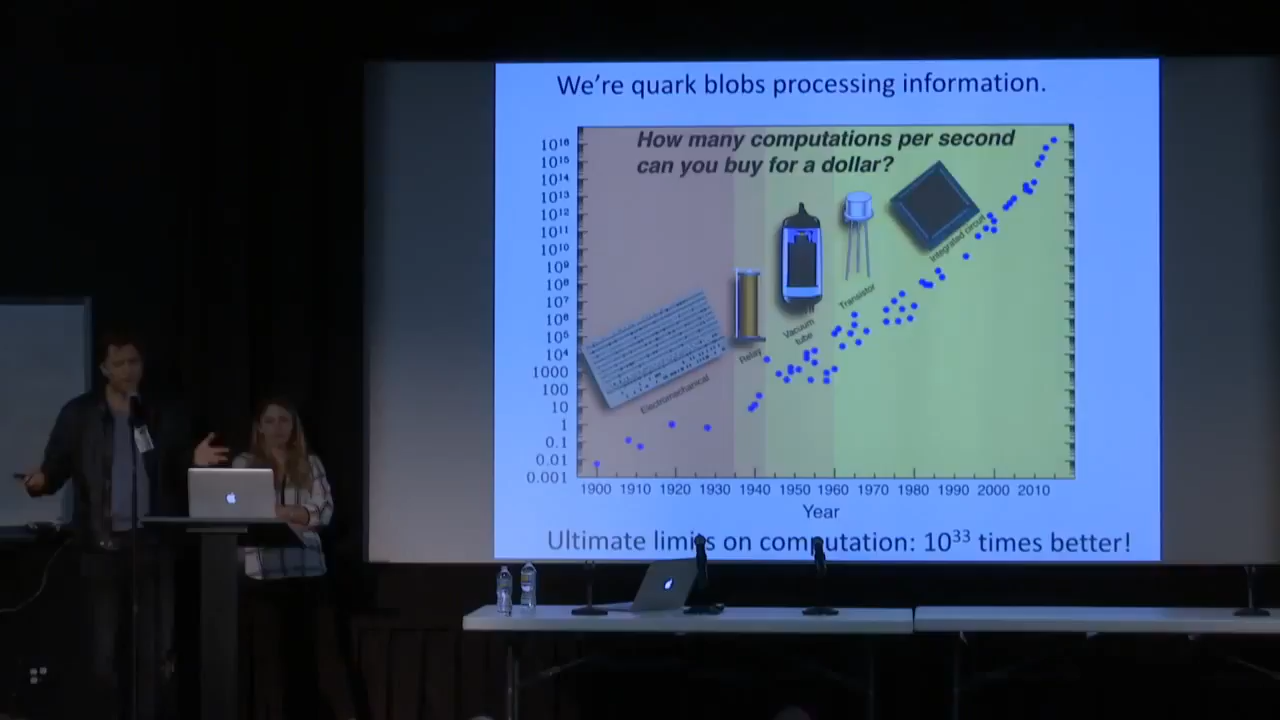 We're quark blobs processing information.
How many computations per second
can you buy for a dollar?
10¹⁶
10¹⁵
10¹⁴
10¹³
10¹²
10¹¹
10¹⁰
10⁹
10⁸
10⁷
10⁶
10⁵
10⁴
1000
100
10
1
0.1
0.01
0.001
Integrated circuit
Transistor
Vacuum
tube
Relay
Electromechanical
1900 1910 1920 1930 1940 1950 1960 1970 1980 1990 2000 2010
Year
Ultimate limits on computation: 10³³ times better!